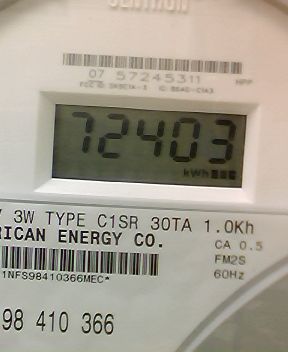 CENTRON
07 57245311
72403
kWh
3W TYPE C1SR 30TA 1.0Kh
RICAN ENERGY CO.
CA 0.5
FM2S
60Hz
1NFS98410366MEC*
98 410 366